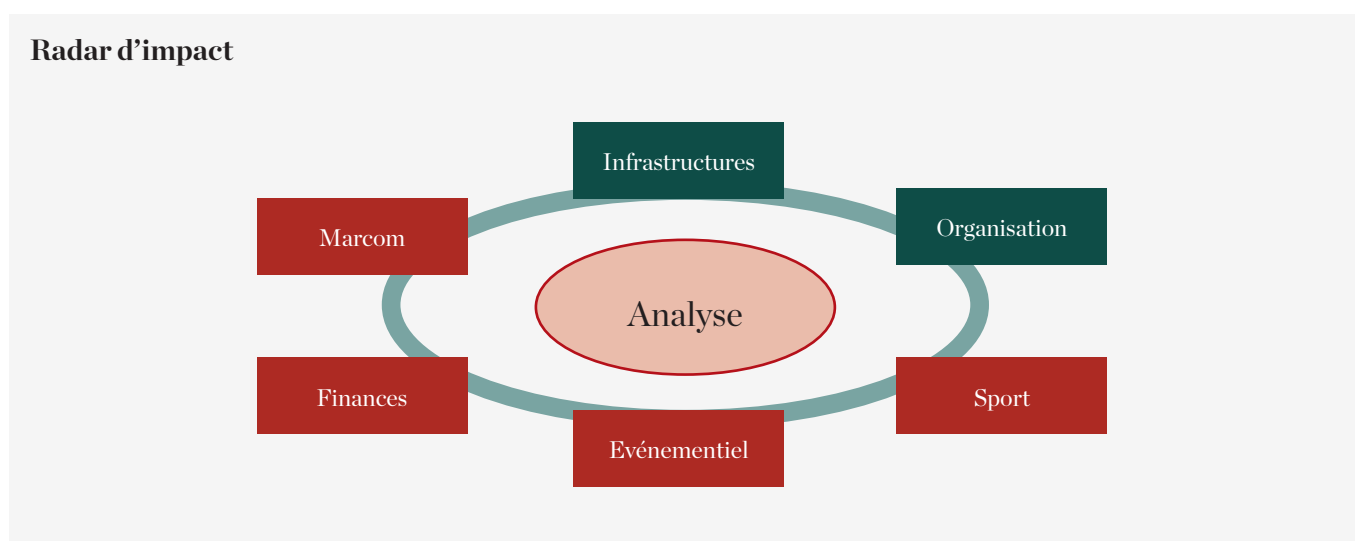 Radar d’impact
Infrastructures
Marcom
Organisation
Analyse
Finances
Sport
Evénementiel